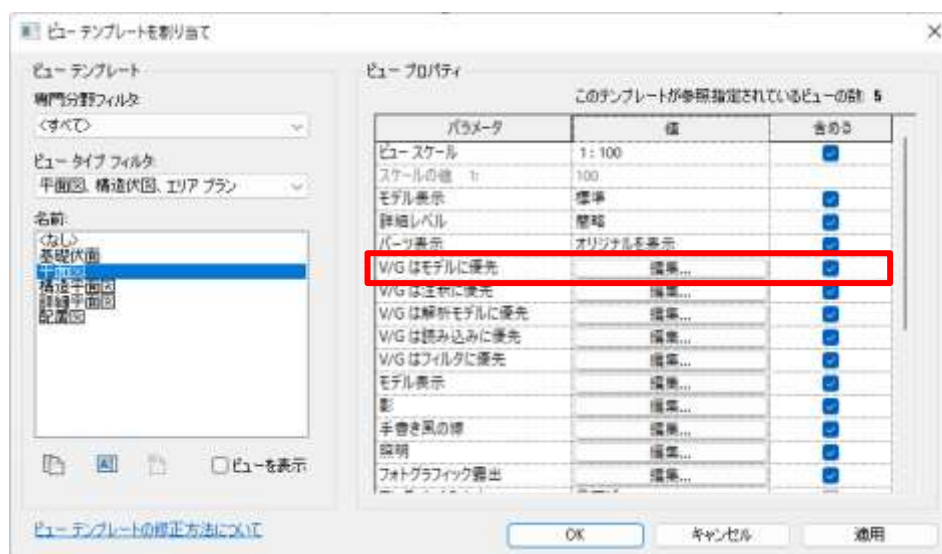 ビュー テンプレートを割り当て
ビュー テンプレート
専門分野フィルタ:
<すべて>
ビュー タイプ フィルタ:
平面図、構造伏図、エリア プラン
名前:
<なし>
基礎伏図
平面図
構造平面図
詳細平面図
配置図
ビューを表示
ビュー テンプレートの修正方法について
ビュー プロパティ
このテンプレートが参照指定されているビューの数: 5
パラメータ 値 含める
ビュー スケール 1 : 100
スケールの値 1: 100
モデル表示 標準
詳細レベル 簡略
パーツ表示 オリジナルを表示
V/G はモデルに優先 編集...
V/G は注釈に優先 編集...
V/G は解析モデルに優先 編集...
V/G は読み込みに優先 編集...
V/G はフィルタに優先 編集...
モデル表示 編集...
影 編集...
手書き風の線 編集...
照明 編集...
フォトグラフィック露出 編集...
OK キャンセル 適用